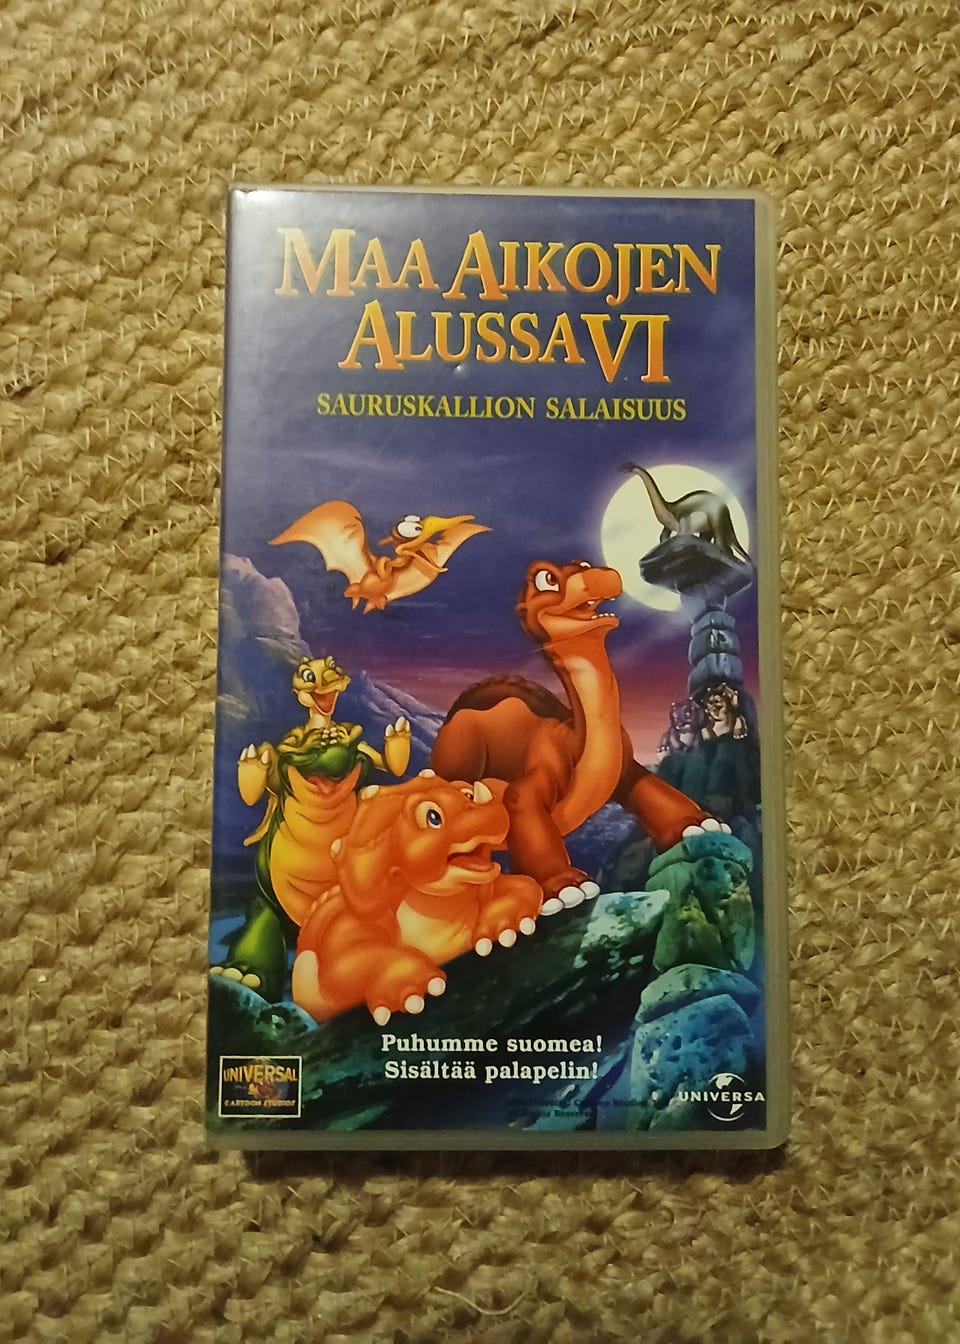 MAA AIKOJEN
ALUSSA VI
SAURUSKALLION SALAISUUS
Puhumme suomea!
Sisältää palapelin!
UNIVERSAL
CARTOON STUDIOS
UNIVERSA